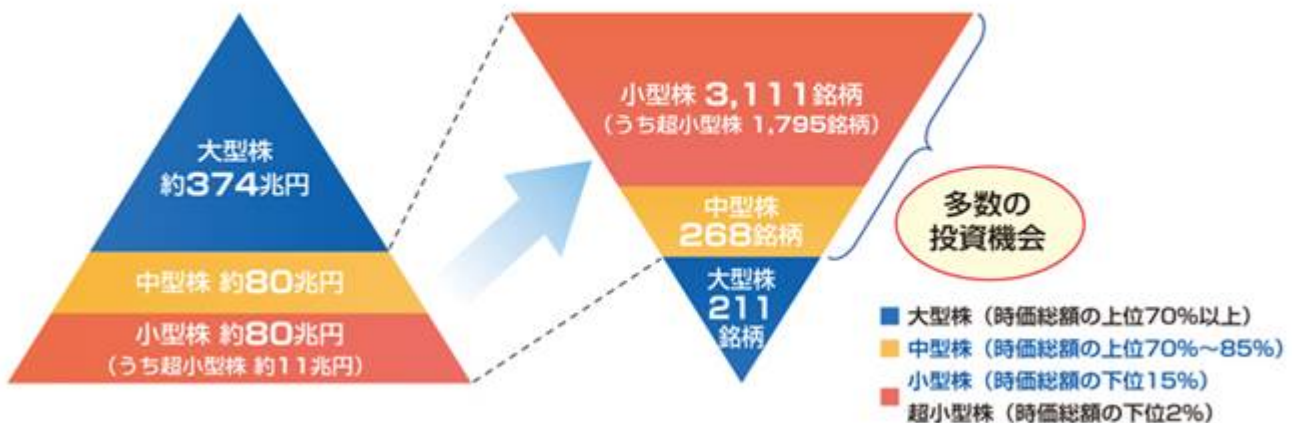 大型株
約374兆円
中型株 約80兆円
小型株 約80兆円
(うち超小型株 約11兆円)
小型株 3,111銘柄
(うち超小型株 1,795銘柄)
中型株
268銘柄
大型株
211
銘柄
多数の
投資機会
大型株（時価総額の上位70%以上）
中型株（時価総額の上位70%～85%）
小型株（時価総額の下位15%）
超小型株（時価総額の下位2%）